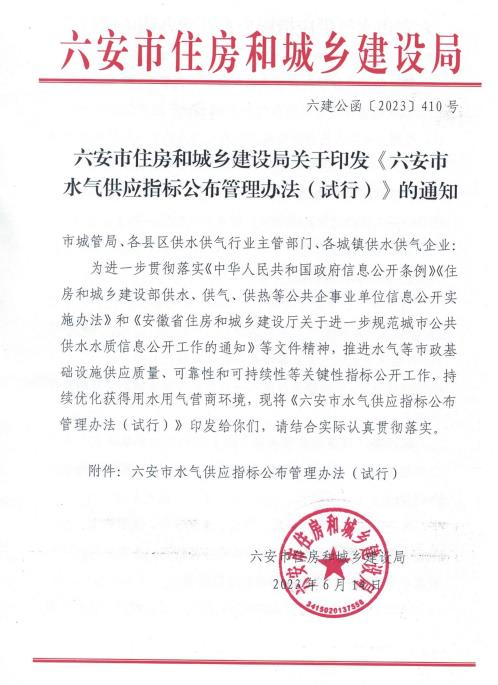 六安市住房和城乡建设局
六建公函〔2023〕410号
六安市住房和城乡建设局关于印发《六安市
水气供应指标公布管理办法（试行）》的通知
市城管局、各县区供水供气行业主管部门、各城镇供水供气企业：
为进一步贯彻落实《中华人民共和国政府信息公开条例》《住
房和城乡建设部供水、供气、供热等公共企事业单位信息公开实
施办法》和《安徽省住房和城乡建设厅关于进一步规范城市公共
供水水质信息公开工作的通知》等文件精神，推进水气等市政基
础设施供应质量、可靠性和可持续性等关键性指标公开工作，持
续优化获得用水用气营商环境，现将《六安市水气供应指标公布
管理办法（试行）》印发给你们，请结合实际认真贯彻落实。
附件：六安市水气供应指标公布管理办法（试行）
六安市住房和城乡建设局
2023年6月 日
六安市住房和城乡建设局
3415020137558